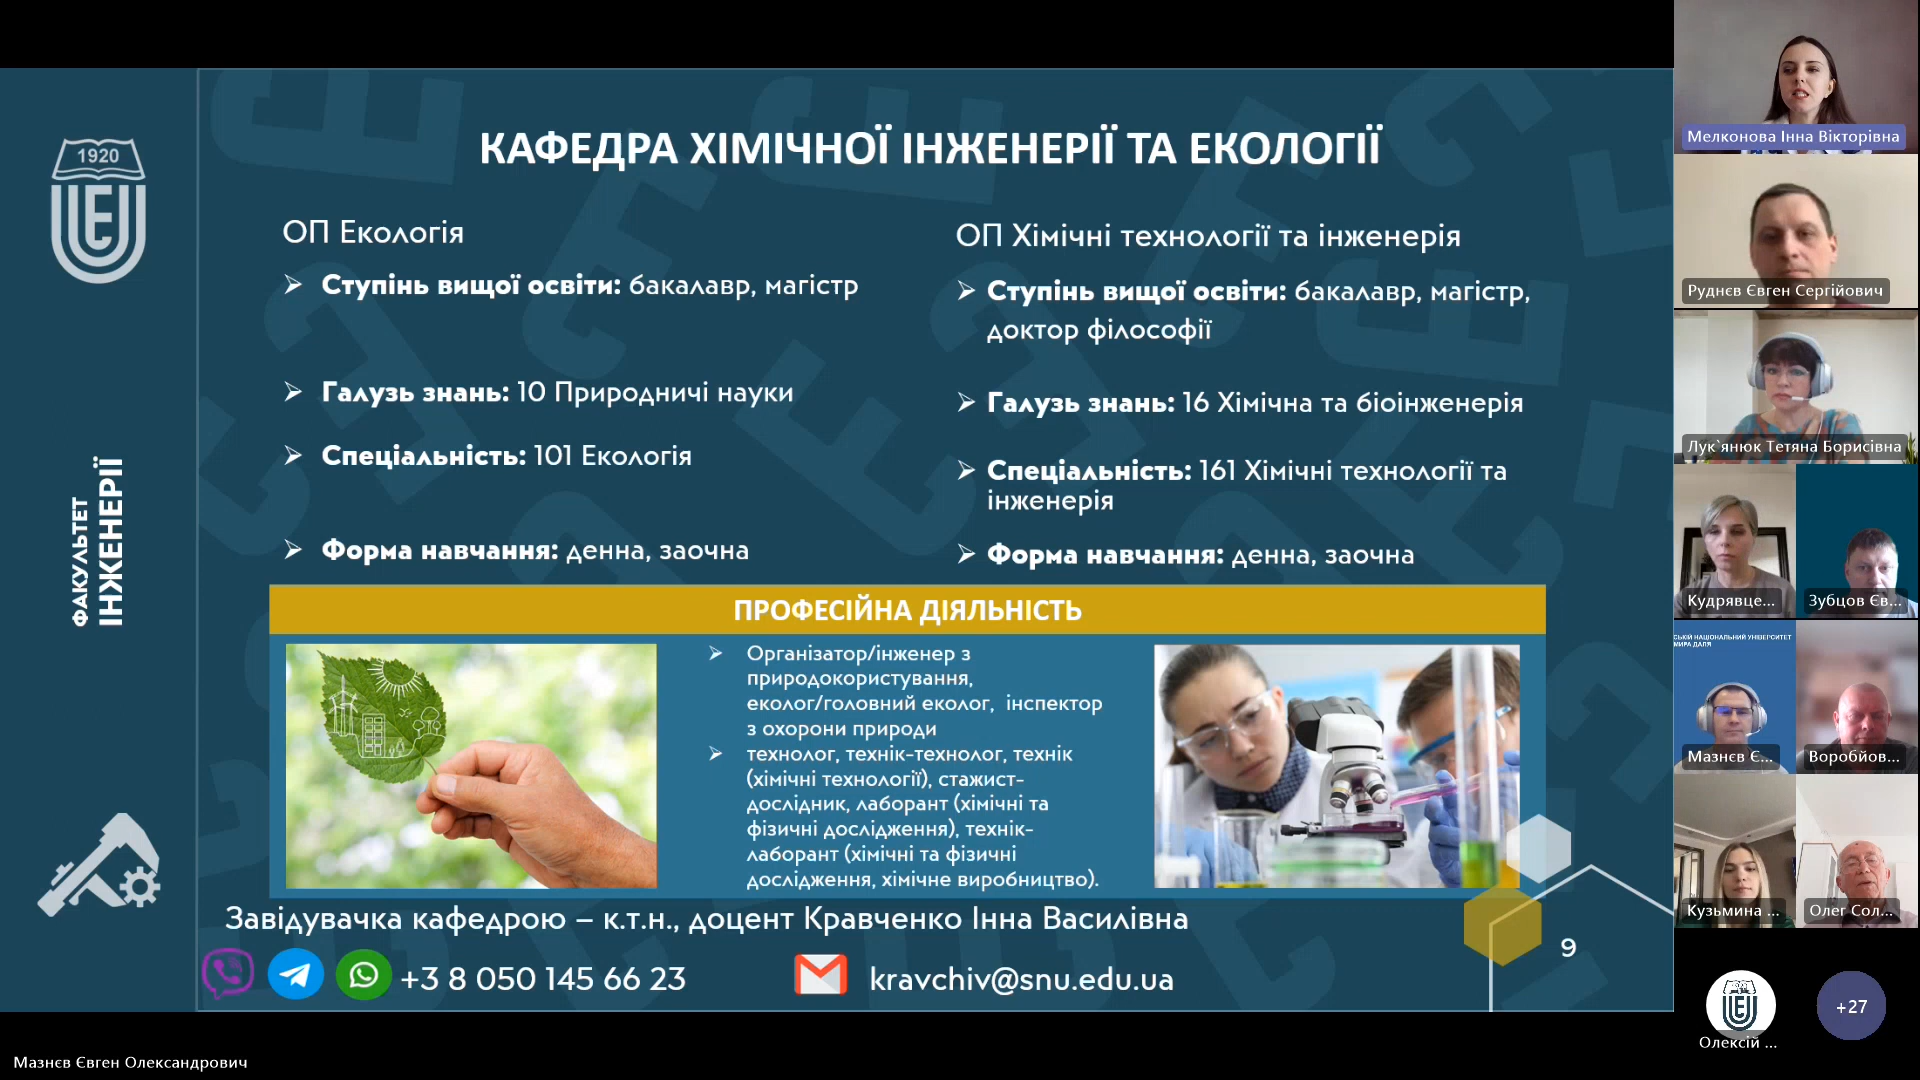 1920
ФАКУЛЬТЕТ
ІНЖЕНЕРІЇ
КАФЕДРА ХІМІЧНОЇ ІНЖЕНЕРІЇ ТА ЕКОЛОГІЇ
ОП Екологія
Ступінь вищої освіти: бакалавр, магістр
Галузь знань: 10 Природничі науки
Спеціальність: 101 Екологія
Форма навчання: денна, заочна
ОП Хімічні технології та інженерія
Ступінь вищої освіти: бакалавр, магістр,
доктор філософії
Галузь знань: 16 Хімічна та біоінженерія
Спеціальність: 161 Хімічні технології та
інженерія
Форма навчання: денна, заочна
ПРОФЕСІЙНА ДІЯЛЬНІСТЬ
Організатор/інженер з
природокористування,
еколог/головний еколог, інспектор
з охорони природи
технолог, технік-технолог, технік
(хімічні технології), стажист-
дослідник, лаборант (хімічні та
фізичні дослідження), технік-
лаборант (хімічні та фізичні
дослідження, хімічне виробництво).
Завідувачка кафедрою – к.т.н., доцент Кравченко Інна Василівна
+3 8 050 145 66 23
kravchiv@snu.edu.ua
9
Мелконова Інна Вікторівна
Руднєв Євген Сергійович
Лук`янюк Тетяна Борисівна
Кудрявце...
Зубцов Єв...
СЬКІЙ НАЦІОНАЛЬНИЙ УНІВЕРСИТЕТ
МИРА ДАЛЯ
Мазнєв Є...
Воробйов...
Кузьмина ...
Олег Сол...
Олексій ...
+27
Мазнєв Євген Олександрович